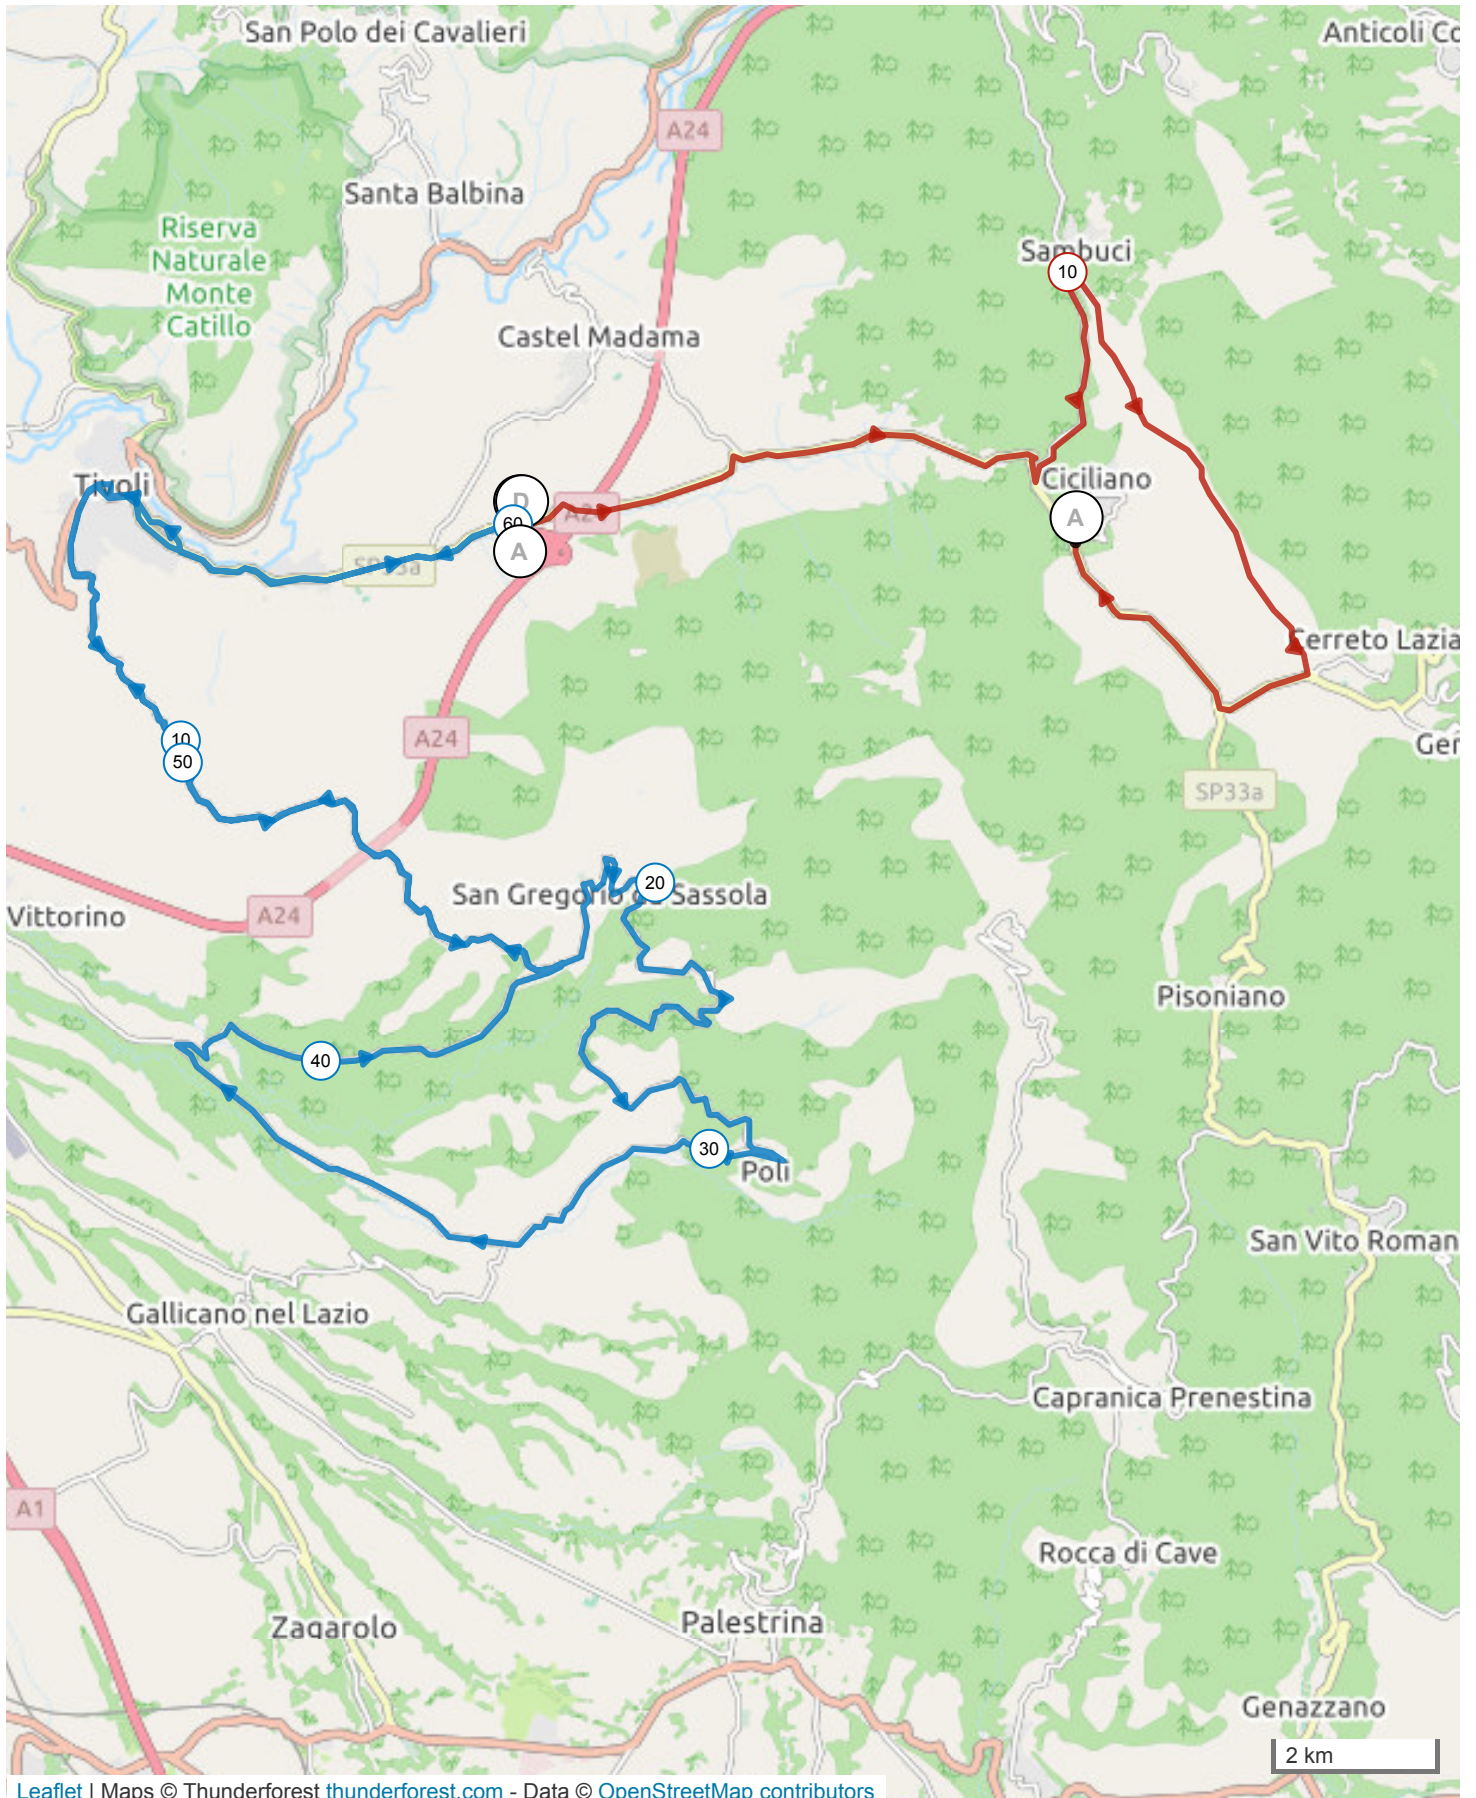 San Polo dei Cavalieri
Anticoli Co
A24
Santa Balbina
Riserva
Naturale
Monte
Catillo
Sambuci
10
Castel Madama
Tivoli
Ciciliano
D
A
60
A
SP33a
Cerreto Lazia
10
50
A24
Ger
SP33a
20
San Gregorio da Sassola
A24
Vittorino
Pisoniano
40
30
Poli
San Vito Roman
Gallicano nel Lazio
Capranica Prenestina
A1
Rocca di Cave
Zagarolo
Palestrina
Genazzano
2 km
Leaflet | Maps © Thunderforest thunderforest.com - Data © OpenStreetMap contributors